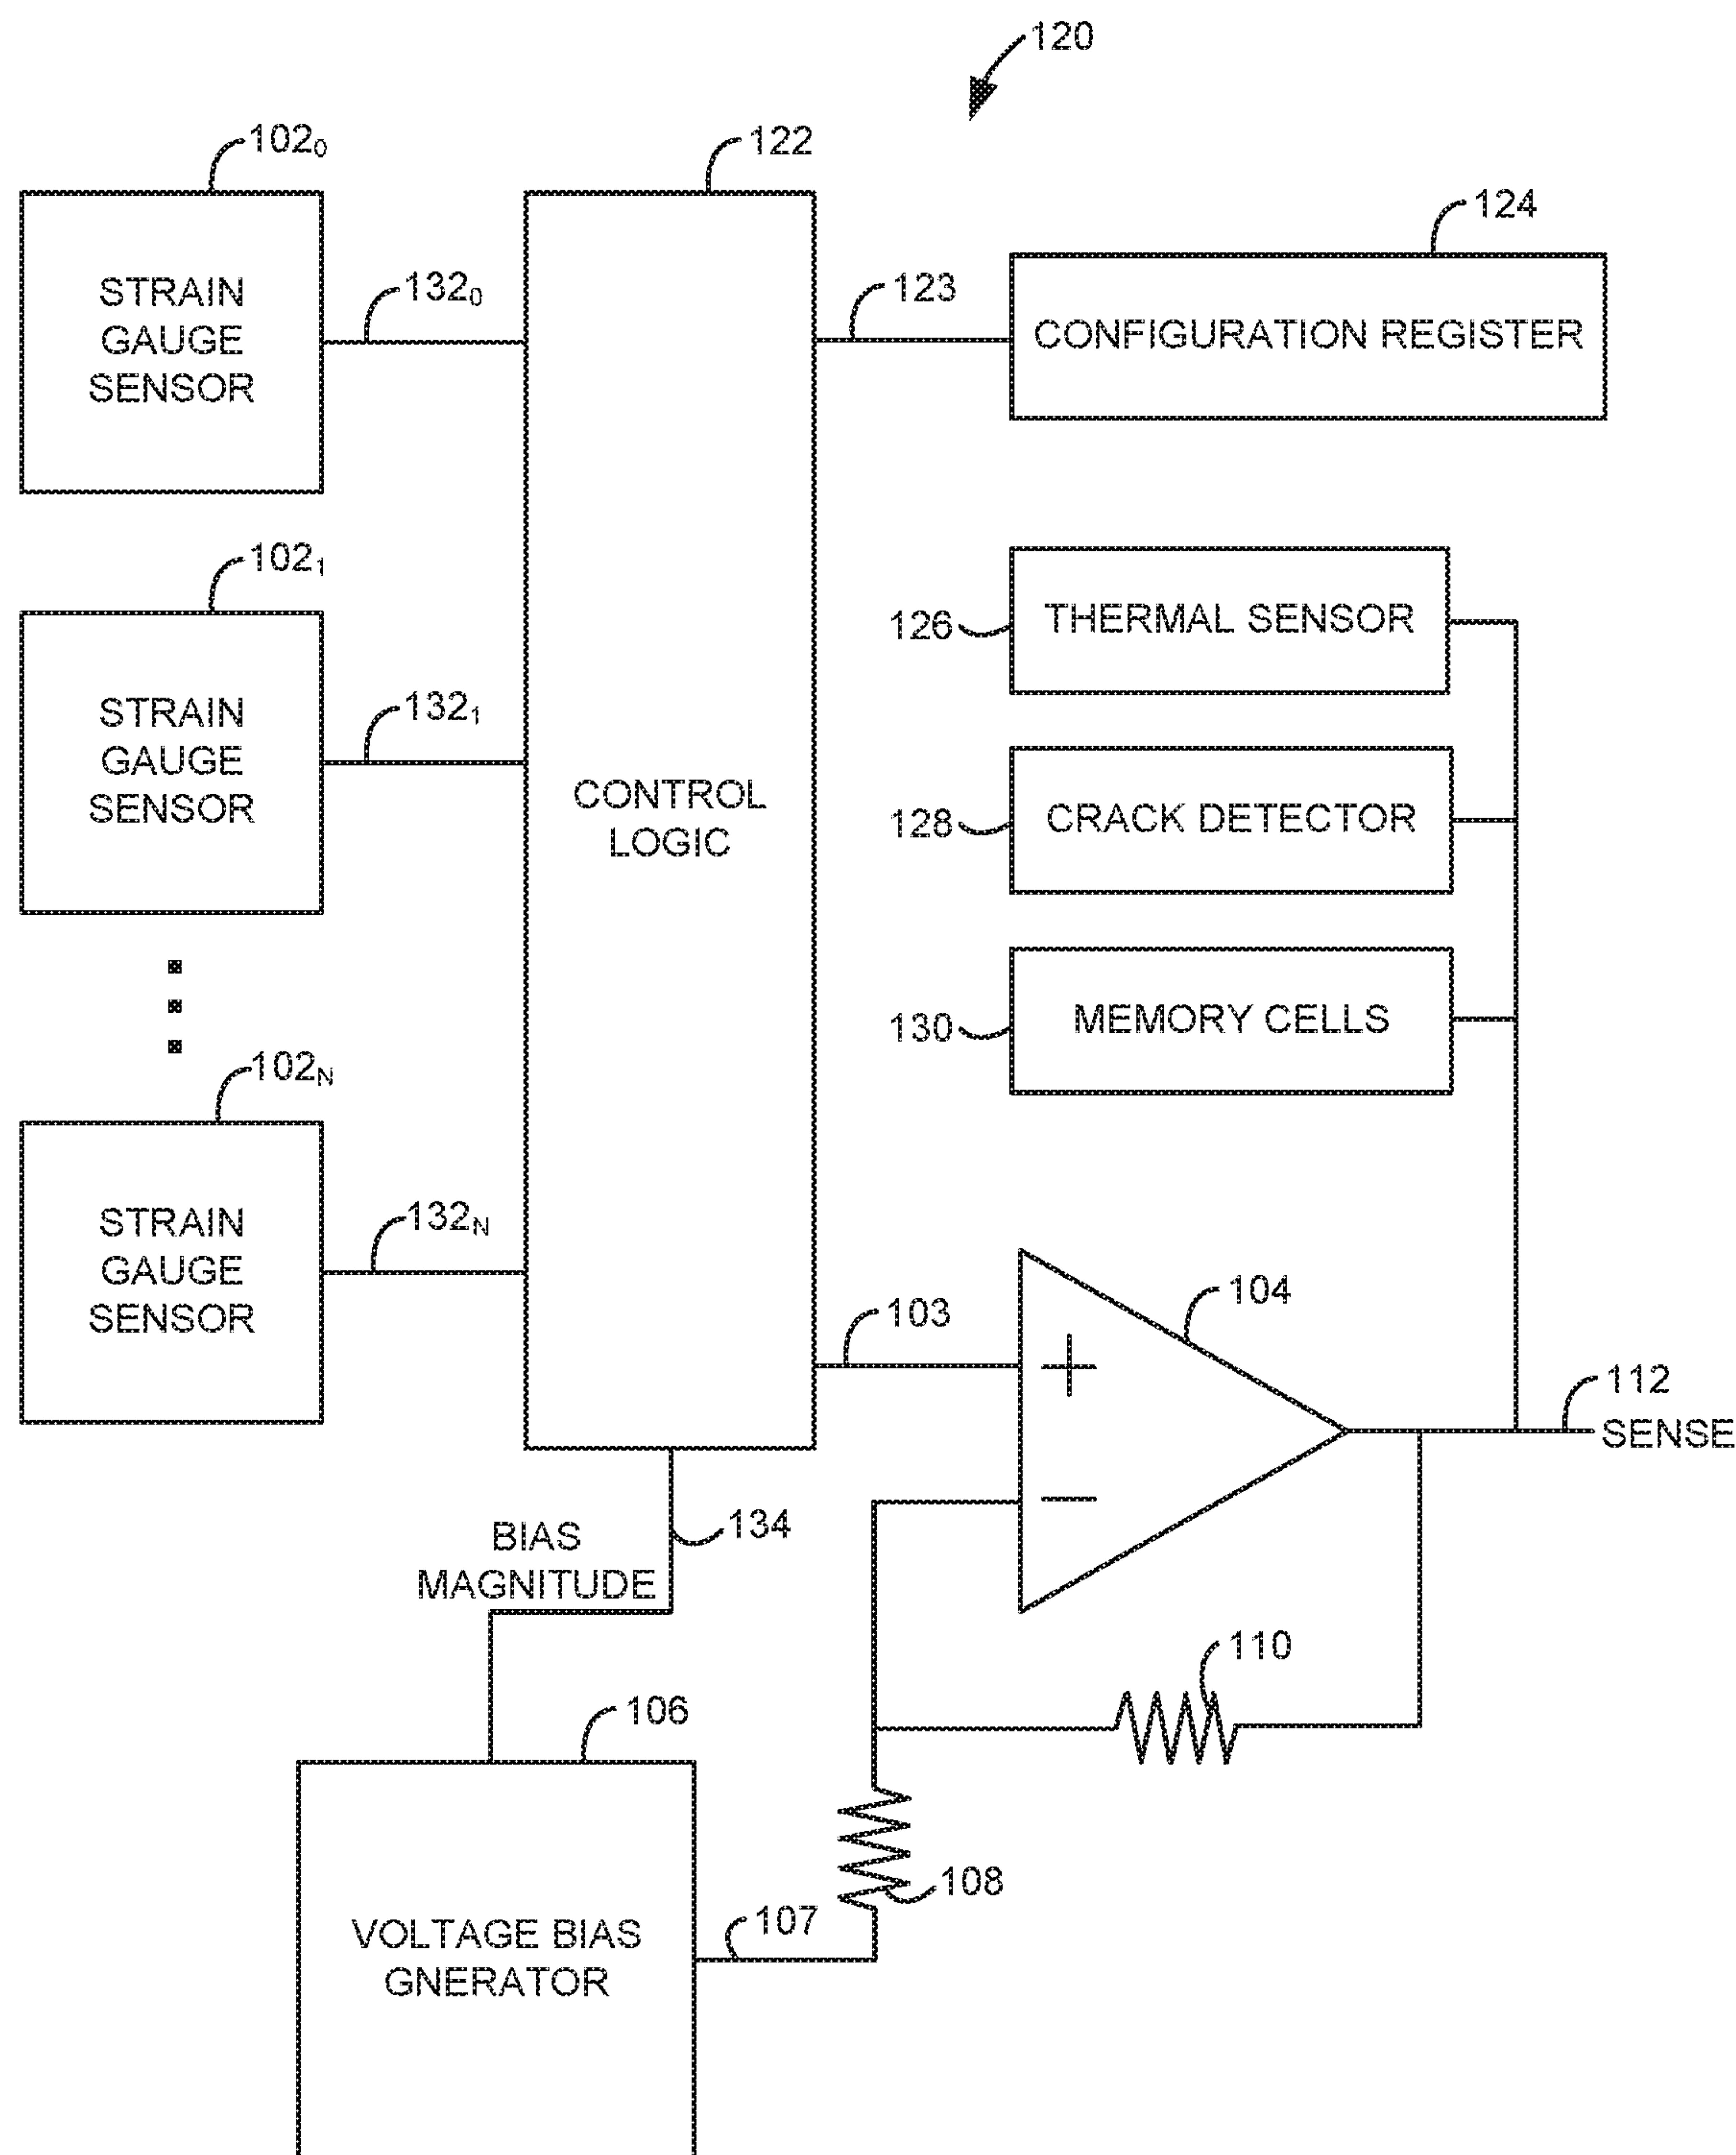 120
102₀
122
124
STRAIN
GAUGE
SENSOR
132₀
123
CONFIGURATION REGISTER
102₁
STRAIN
GAUGE
SENSOR
132₁
CONTROL
LOGIC
126
THERMAL SENSOR
128
CRACK DETECTOR
130
MEMORY CELLS
102N
STRAIN
GAUGE
SENSOR
132N
103
104
+
−
112
SENSE
BIAS
MAGNITUDE
134
110
106
108
107
VOLTAGE BIAS
GNERATOR